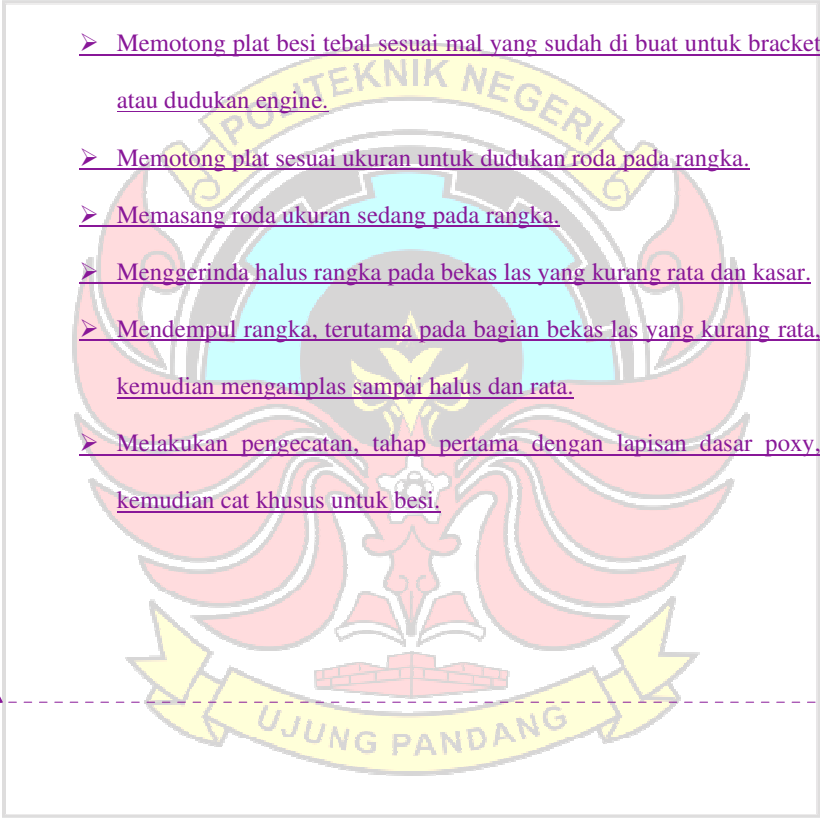 ➢ Memotong plat besi tebal sesuai mal yang sudah di buat untuk bracket
atau dudukan engine.
➢ Memotong plat sesuai ukuran untuk dudukan roda pada rangka.
➢ Memasang roda ukuran sedang pada rangka.
➢ Menggerinda halus rangka pada bekas las yang kurang rata dan kasar.
➢ Mendempul rangka, terutama pada bagian bekas las yang kurang rata,
kemudian mengamplas sampai halus dan rata.
➢ Melakukan pengecatan, tahap pertama dengan lapisan dasar poxy,
kemudian cat khusus untuk besi.
POLITEKNIK NEGERI
UJUNG PANDANG